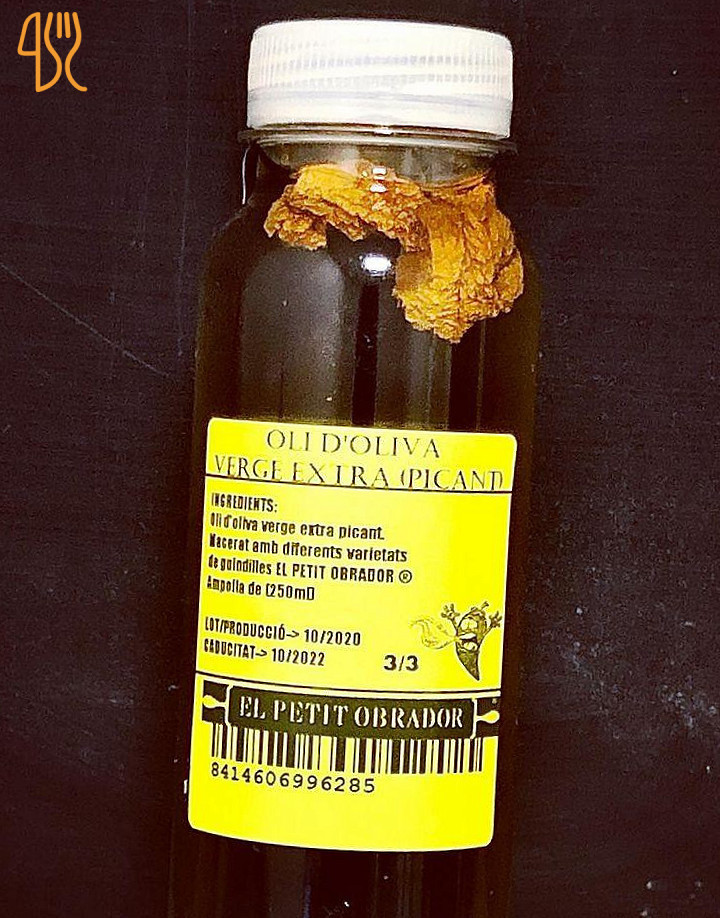 OLI D'OLIVA
VERGE EXTRA (PICANT)
INGREDIENTS:
Oli d'oliva verge extra picant.
Macerat amb diferents varietats
de guindilles EL PETIT OBRADOR ®
Ampolla de (250ml)
LOT/PRODUCCIÓ-> 10/2020
CADUCITAT-> 10/2022 3/3
EL PETIT OBRADOR
8414606996285